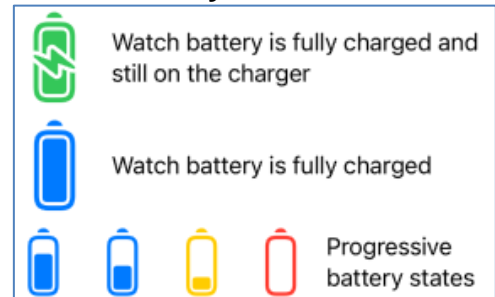 Watch battery is fully charged and
still on the charger
Watch battery is fully charged
Progressive
battery states